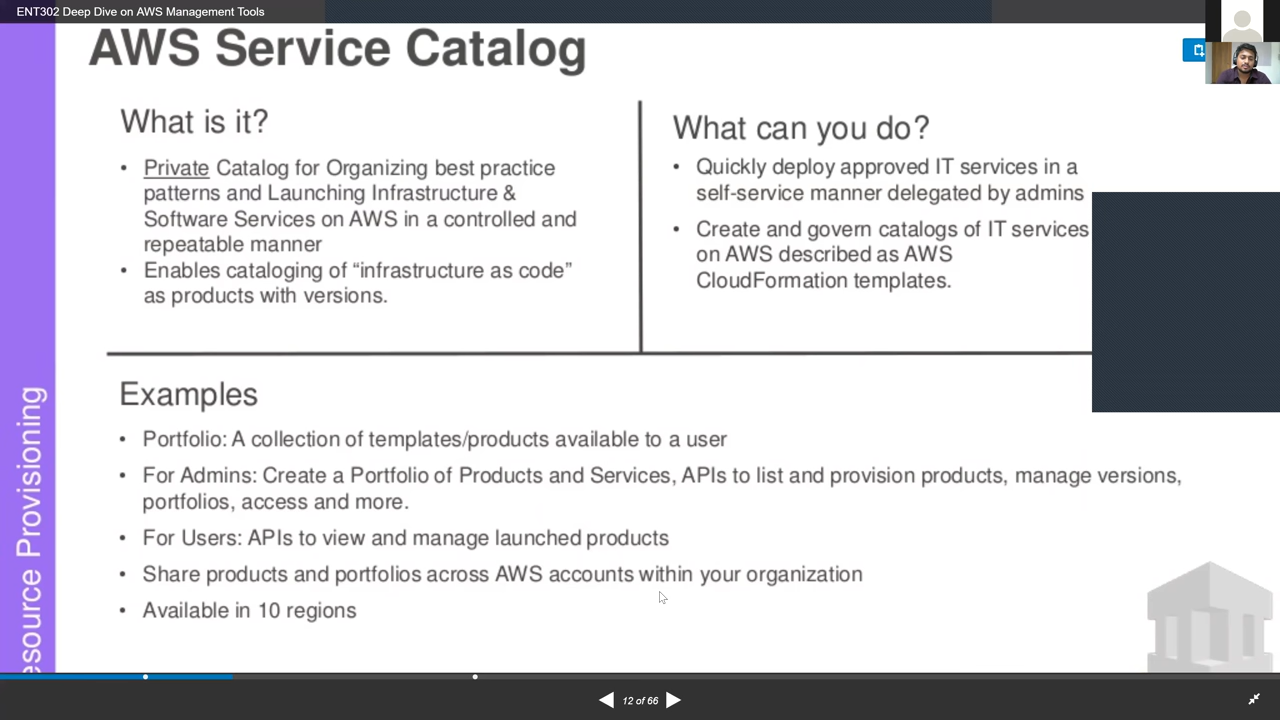 ENT302 Deep Dive on AWS Management Tools
AWS Service Catalog
What is it?
• Private Catalog for Organizing best practice
patterns and Launching Infrastructure &
Software Services on AWS in a controlled and
repeatable manner
• Enables cataloging of “infrastructure as code”
as products with versions.
What can you do?
• Quickly deploy approved IT services in a
self-service manner delegated by admins
• Create and govern catalogs of IT services
on AWS described as AWS
CloudFormation templates.
Examples
• Portfolio: A collection of templates/products available to a user
• For Admins: Create a Portfolio of Products and Services, APIs to list and provision products, manage versions,
portfolios, access and more.
• For Users: APIs to view and manage launched products
• Share products and portfolios across AWS accounts within your organization
• Available in 10 regions
esource Provisioning
12 of 66